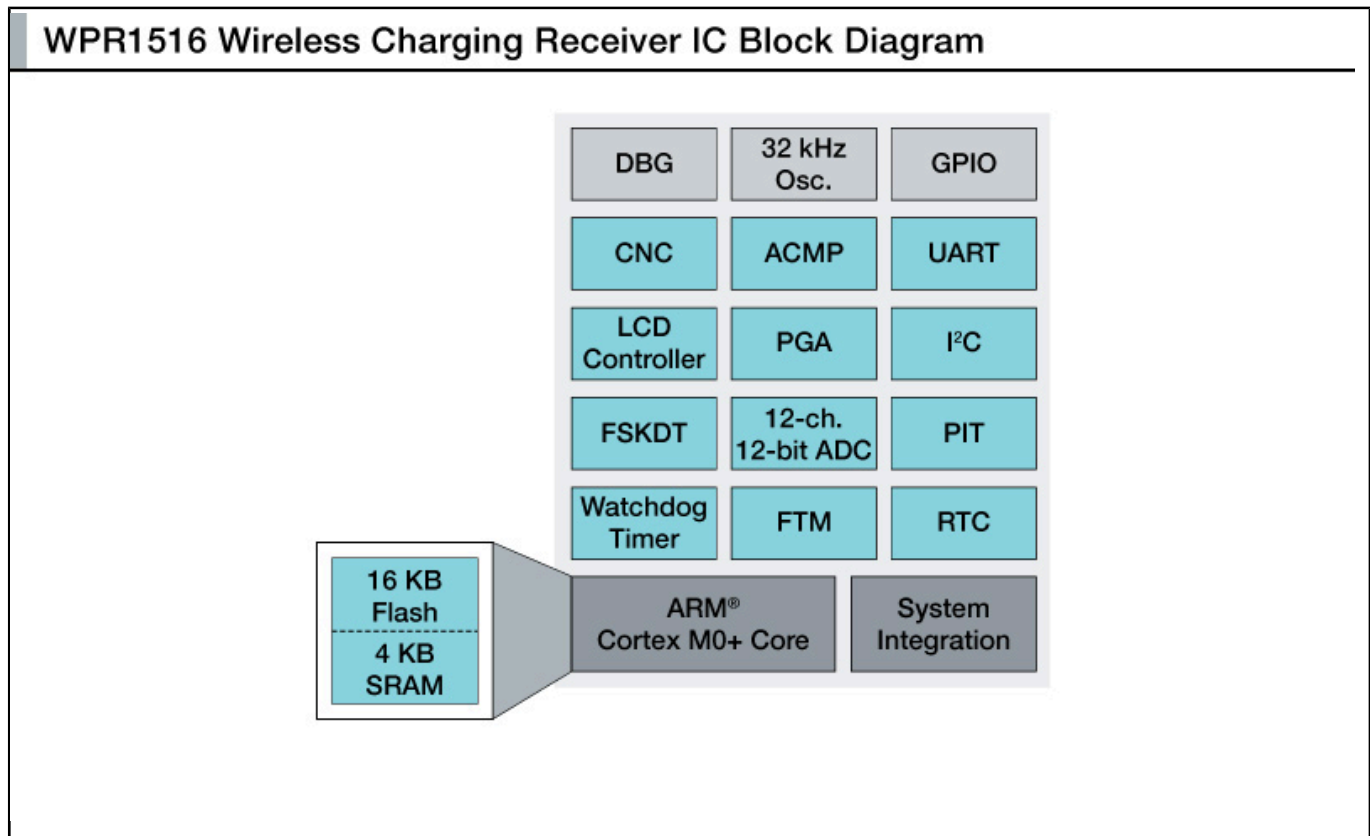 WPR1516 Wireless Charging Receiver IC Block Diagram
DBG
32 kHz
Osc.
GPIO
CNC
ACMP
UART
LCD
Controller
PGA
I²C
FSKDT
12-ch.
12-bit ADC
PIT
Watchdog
Timer
FTM
RTC
16 KB
Flash
4 KB
SRAM
ARM®
Cortex M0+ Core
System
Integration